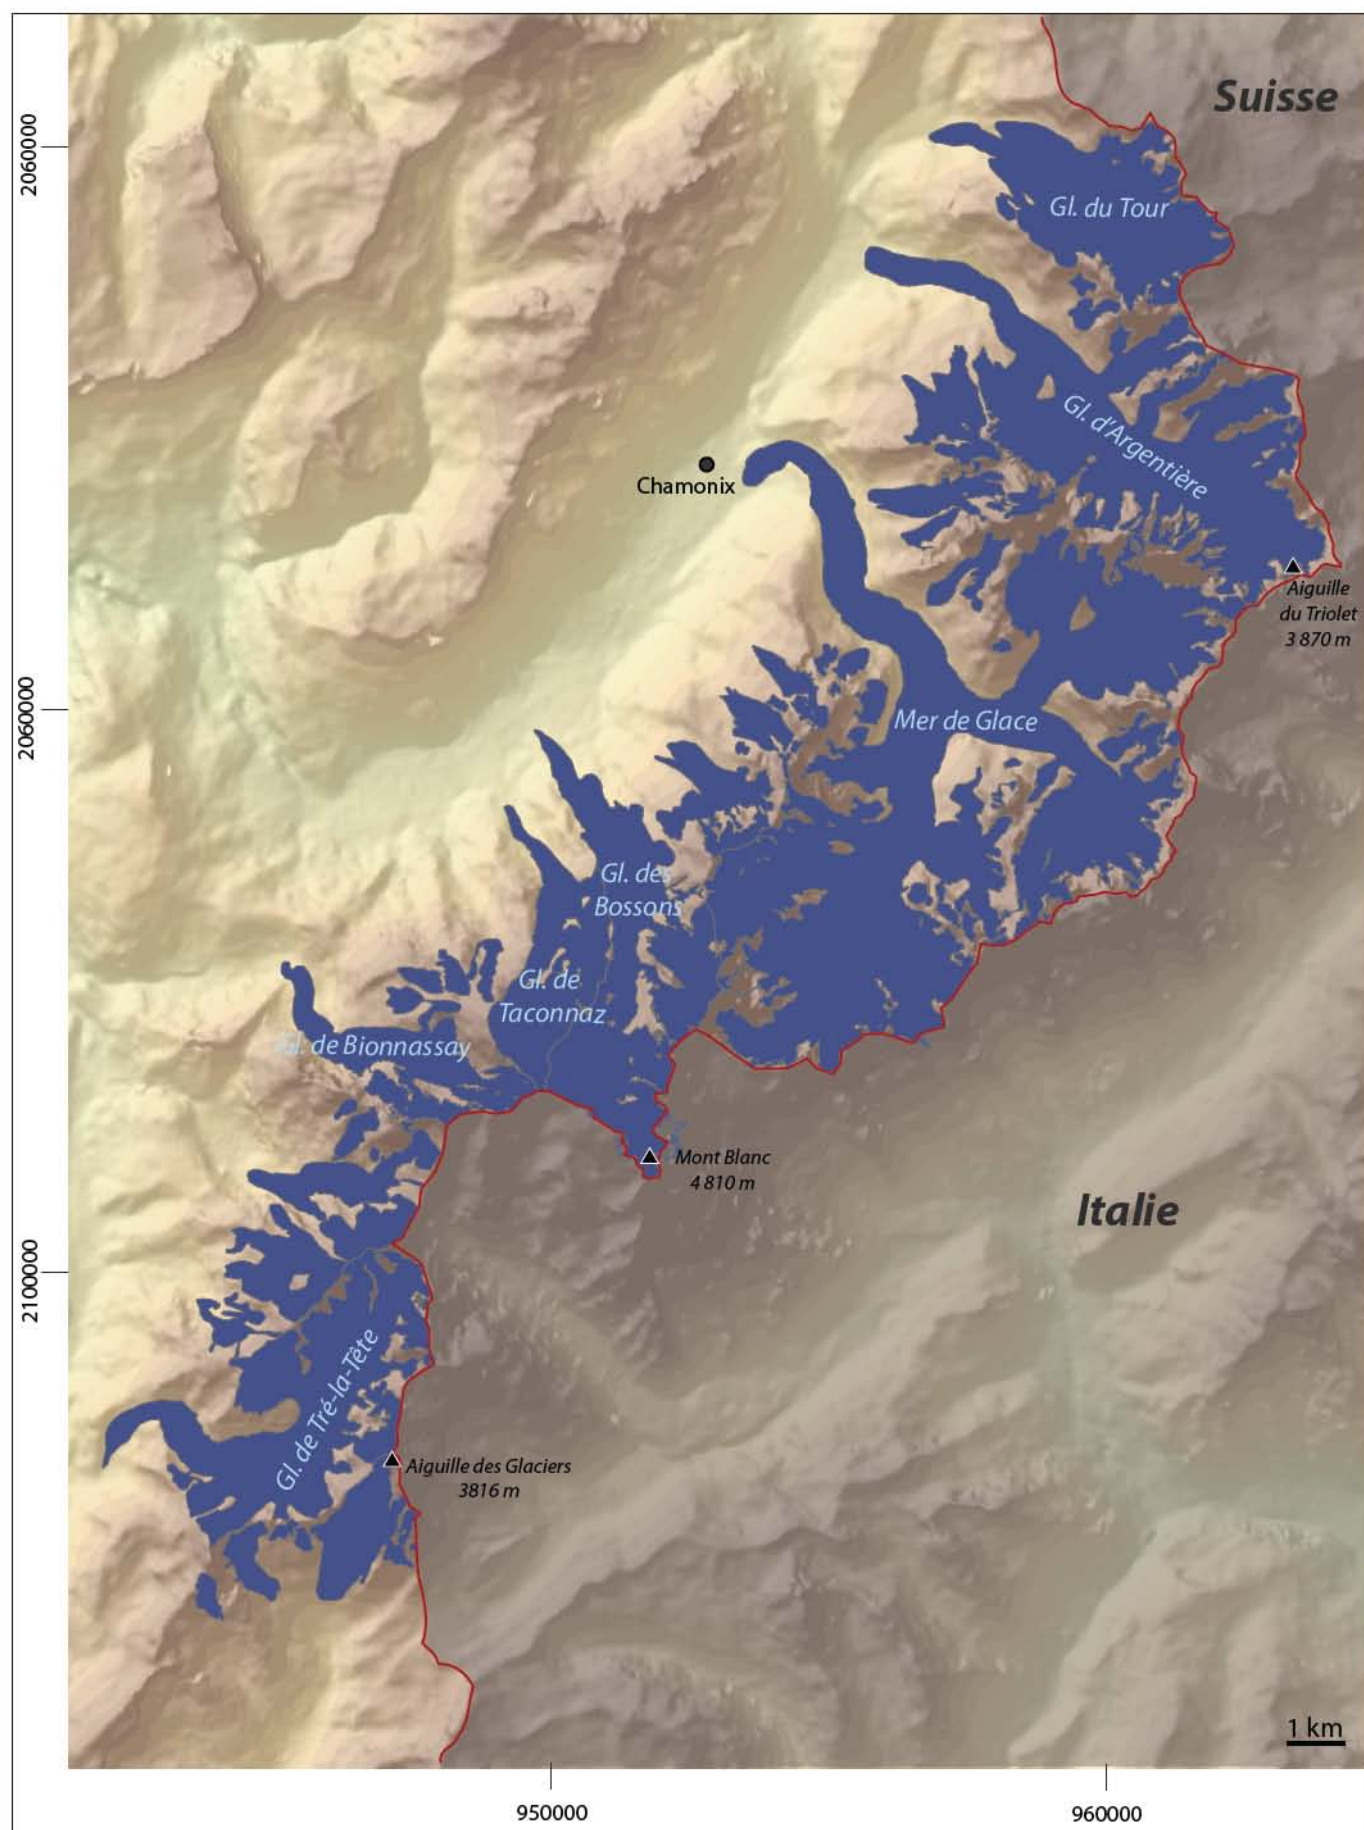 Suisse
2060000
Gl. du Tour
Gl. d'Argentière
Chamonix
Aiguille
du Triolet
3 870 m
2060000
Mer de Glace
Gl. des
Bossons
Gl. de
Taconnaz
Gl. de Bionnassay
Mont Blanc
4 810 m
Italie
2100000
Gl. de Tré-la-Tête
Aiguille des Glaciers
3816 m
1 km
950000
960000